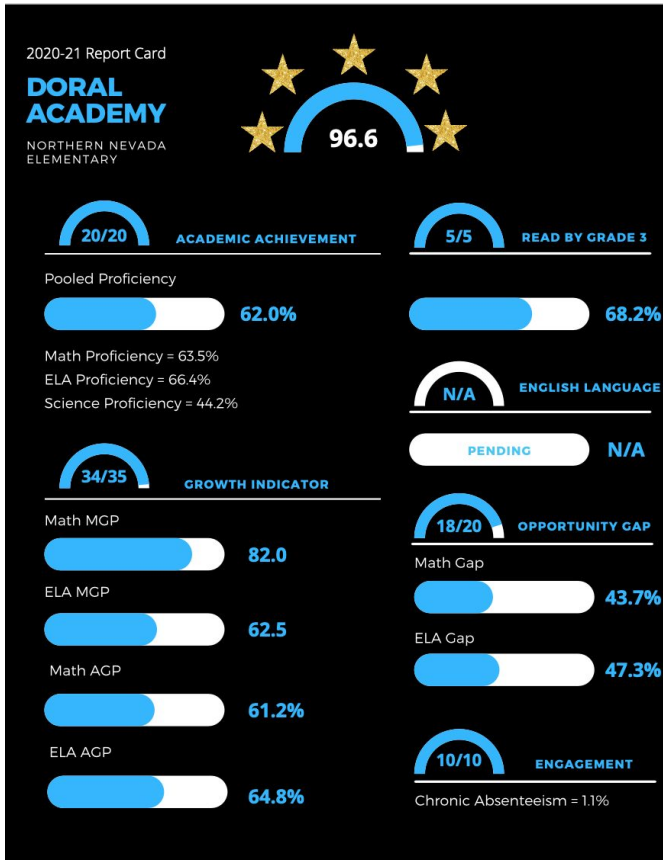 2020-21 Report Card
DORAL
ACADEMY
NORTHERN NEVADA
ELEMENTARY
96.6
20/20
ACADEMIC ACHIEVEMENT
Pooled Proficiency
62.0%
Math Proficiency = 63.5%
ELA Proficiency = 66.4%
Science Proficiency = 44.2%
34/35
GROWTH INDICATOR
Math MGP
82.0
ELA MGP
62.5
Math AGP
61.2%
ELA AGP
64.8%
5/5
READ BY GRADE 3
68.2%
N/A
ENGLISH LANGUAGE
PENDING
N/A
18/20
OPPORTUNITY GAP
Math Gap
43.7%
ELA Gap
47.3%
10/10
ENGAGEMENT
Chronic Absenteeism = 1.1%